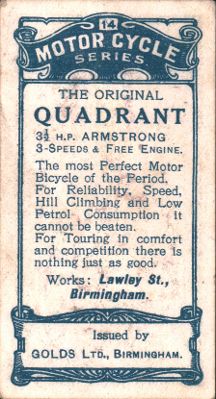 14
MOTOR CYCLE
SERIES
THE ORIGINAL
QUADRANT
3½ H.P. ARMSTRONG
3-SPEEDS & FREE ENGINE.
The most Perfect Motor
Bicycle of the Period.
For Reliability, Speed,
Hill Climbing and Low
Petrol Consumption it
cannot be beaten.
For Touring in comfort
and competition there is
nothing just as good.
Works: Lawley St.,
Birmingham.
Issued by
GOLDS LTD., BIRMINGHAM.